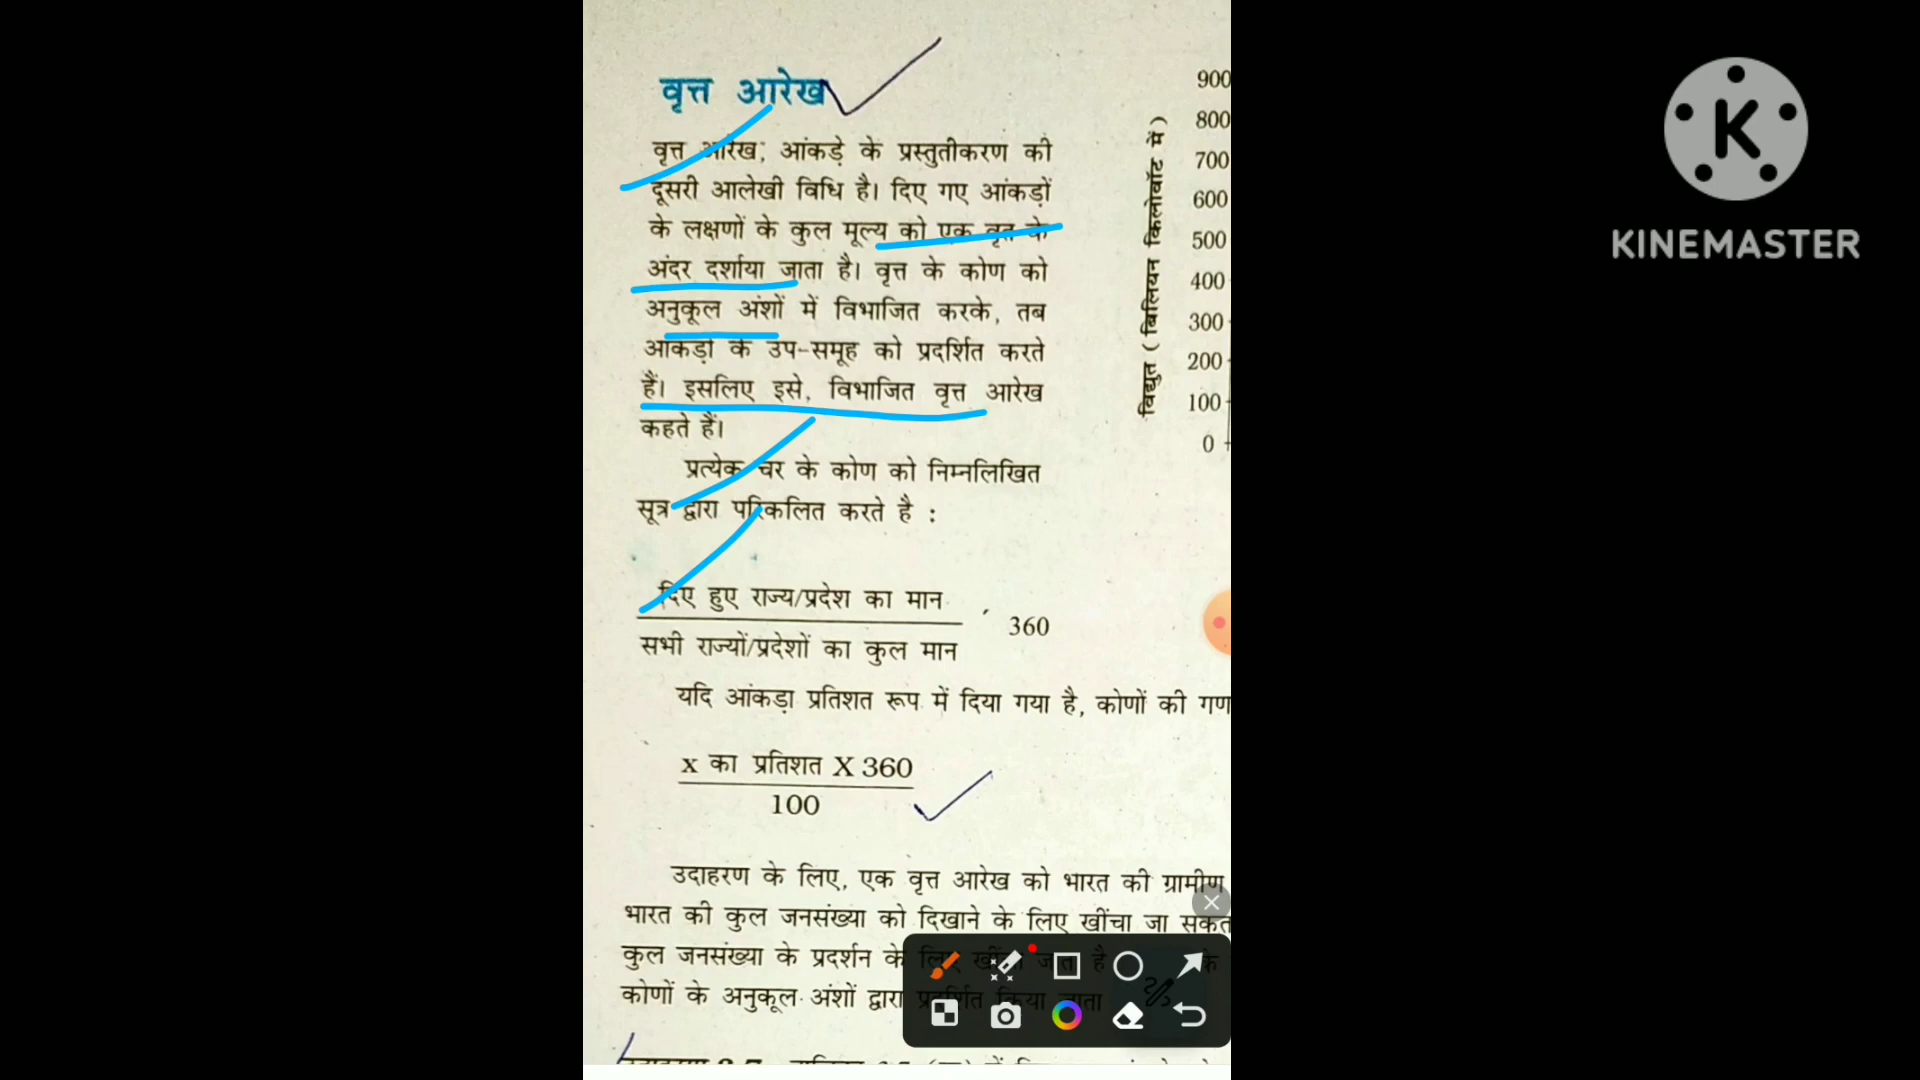 वृत्त आरेख
वृत्त आरेख, आंकड़े के प्रस्तुतीकरण की
दूसरी आलेखी विधि है। दिए गए आंकड़ों
के लक्षणों के कुल मूल्य को एक वृत के
अंदर दर्शाया जाता है। वृत्त के कोण को
अनुकूल अंशों में विभाजित करके, तब
आंकड़ों के उप-समूह को प्रदर्शित करते
हैं। इसलिए इसे, विभाजित वृत्त आरेख
कहते हैं।
प्रत्येक चर के कोण को निम्नलिखित
सूत्र द्वारा परिकलित करते है :
दिए हुए राज्य/प्रदेश का मान
सभी राज्यों/प्रदेशों का कुल मान
360
यदि आंकड़ा प्रतिशत रूप में दिया गया है, कोणों की गण
x का प्रतिशत X 360
100
उदाहरण के लिए, एक वृत्त आरेख को भारत की ग्रामीण
भारत की कुल जनसंख्या को दिखाने के लिए खींचा जा सकत
कुल जनसंख्या के प्रदर्शन के लिए खींचा जाता है के
कोणों के अनुकूल अंशों द्वारा प्रदर्शित किया जाता
विद्युत ( बिलियन किलोवॉट में)
900
800
700
600
500
400
300
200
100
0
KINEMASTER